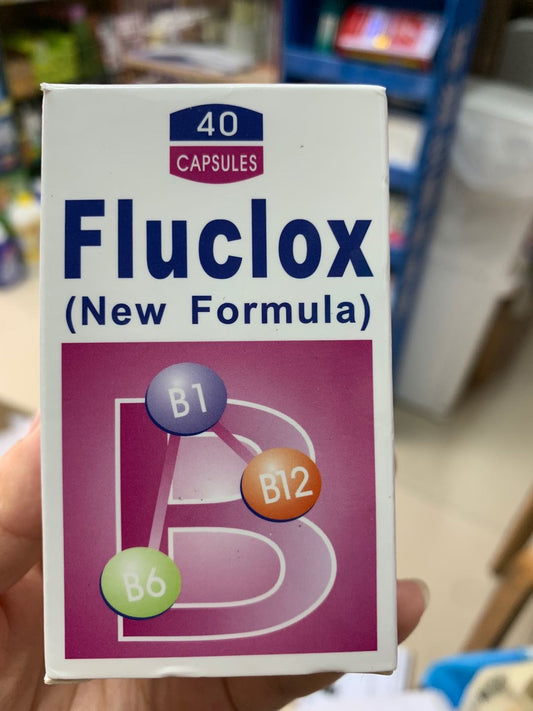 40
CAPSULES
Fluclox
(New Formula)
B1
B12
B6
B